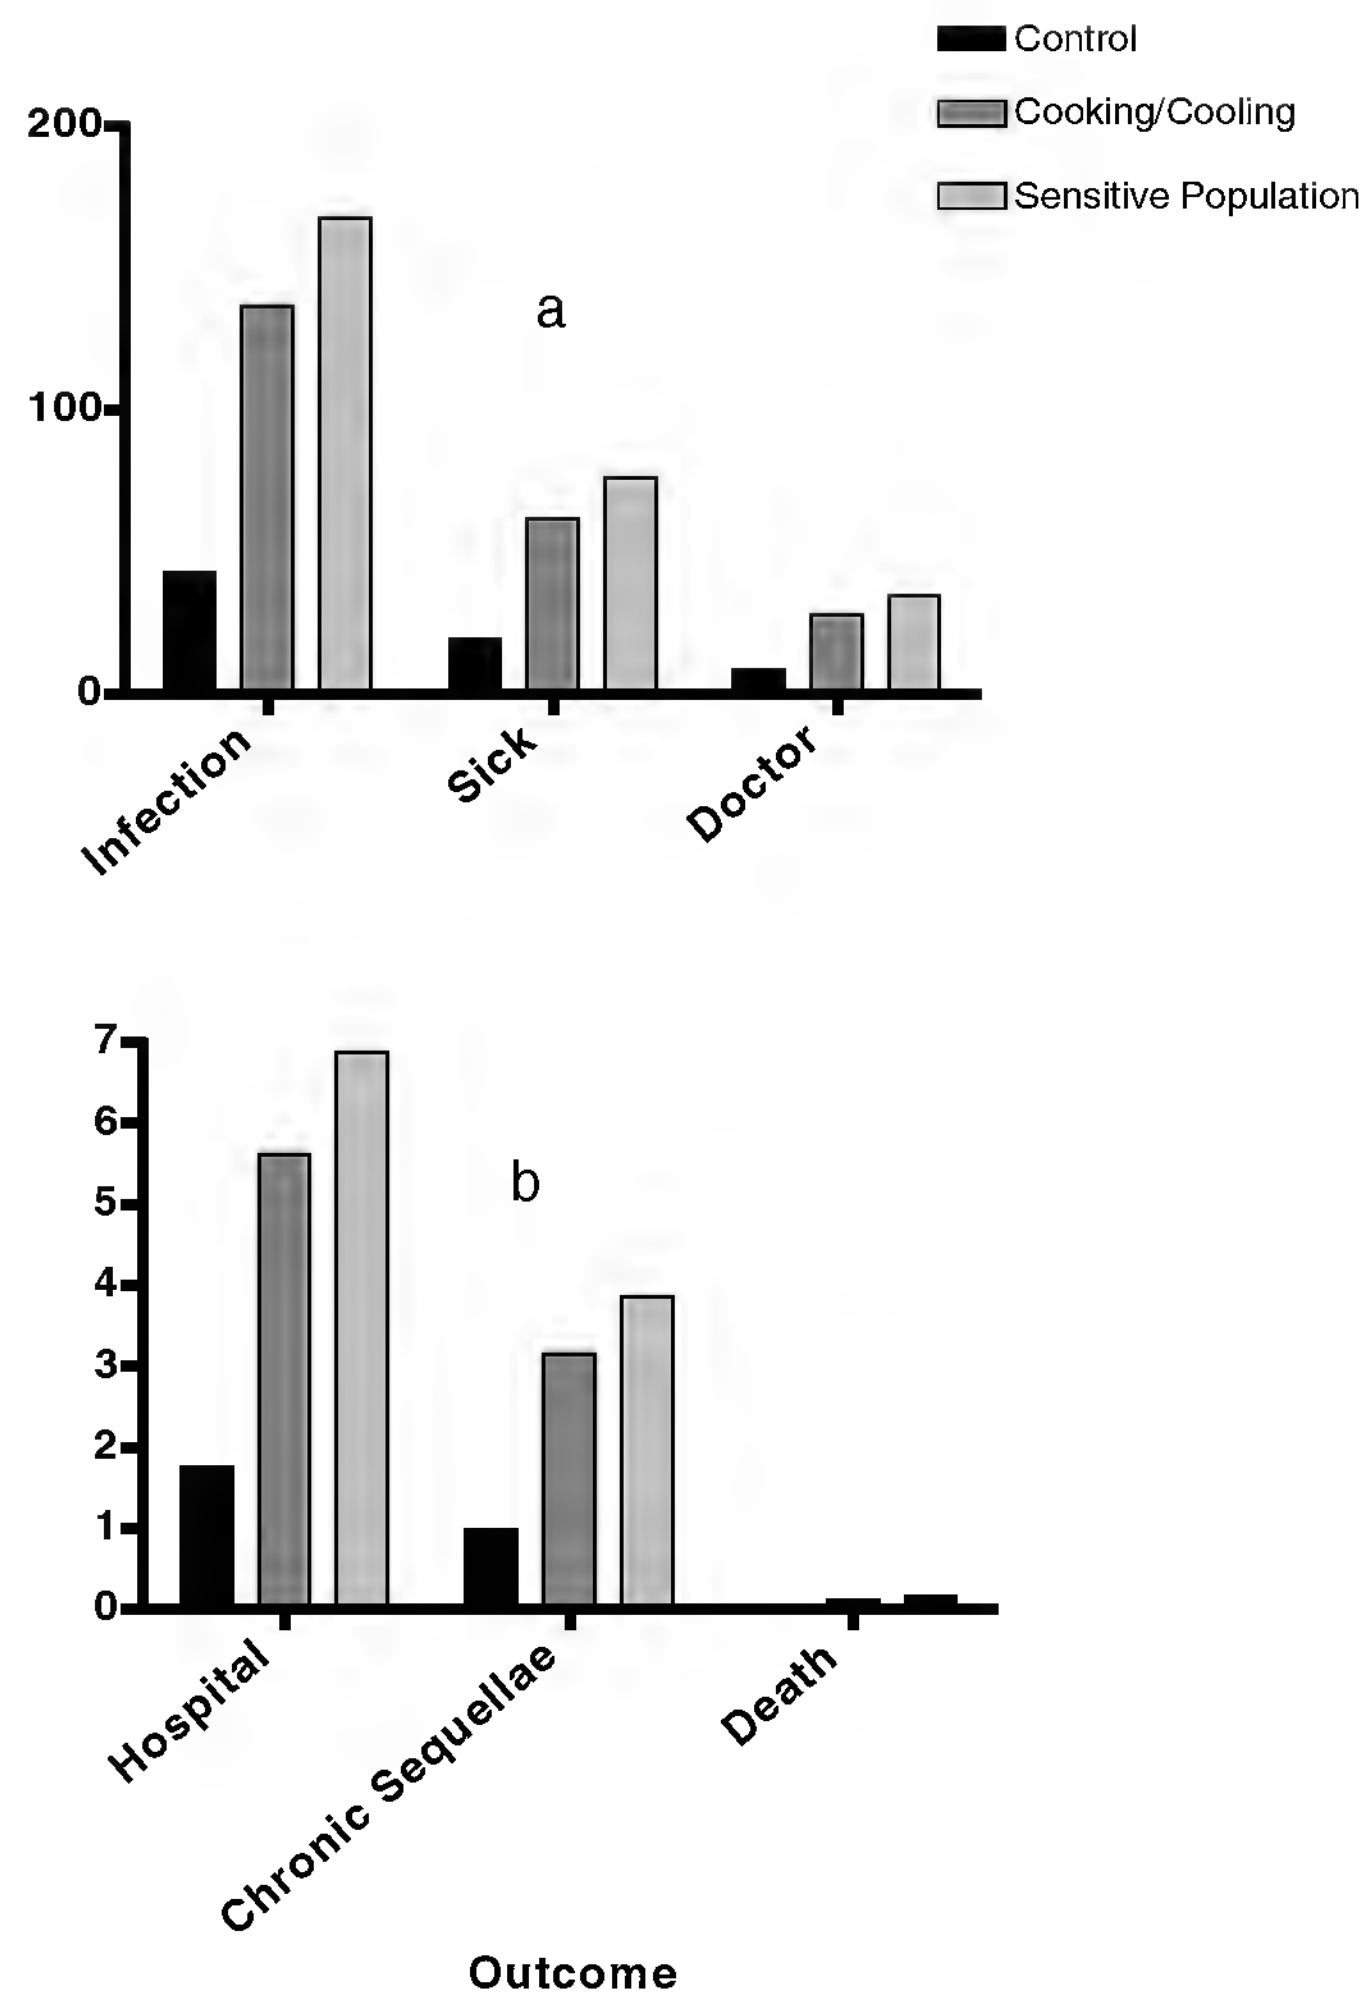 Control
Cooking/Cooling
Sensitive Population
200
100
0
a
Infection
Sick
Doctor
7
6
5
4
3
2
1
0
b
Hospital
Chronic Sequellae
Death
Outcome